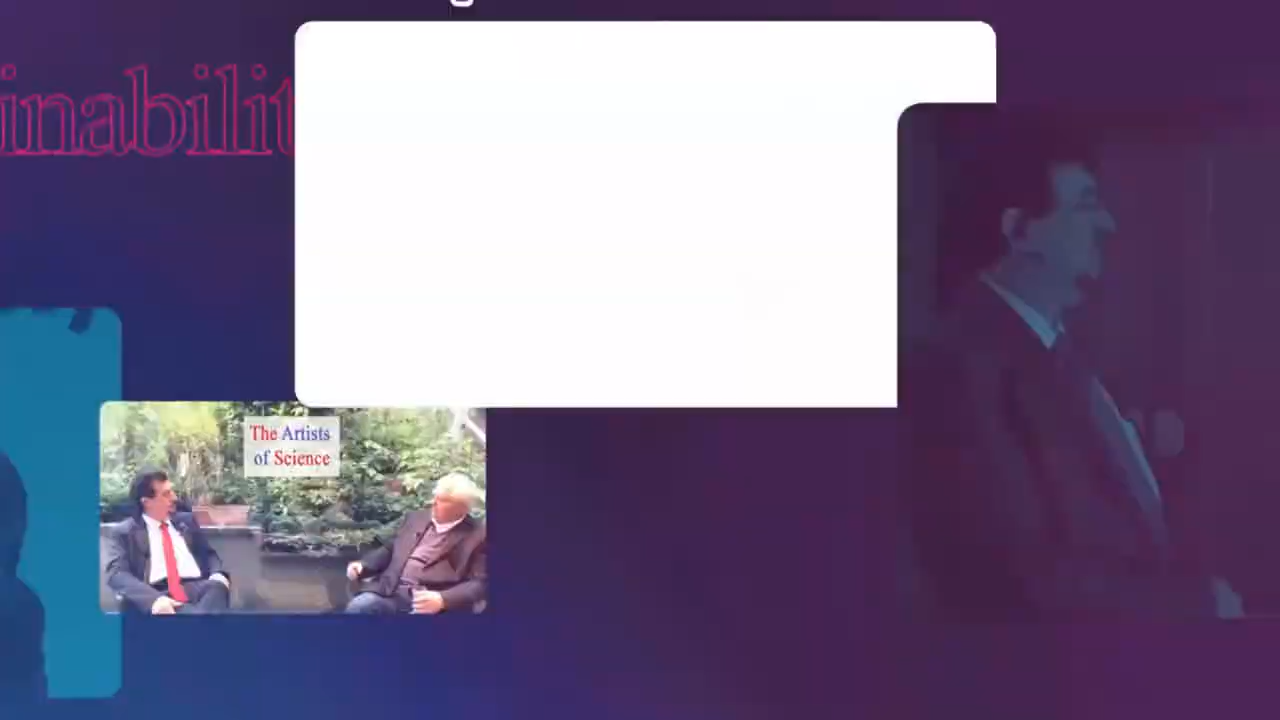 inabilit
The Artists
of Science